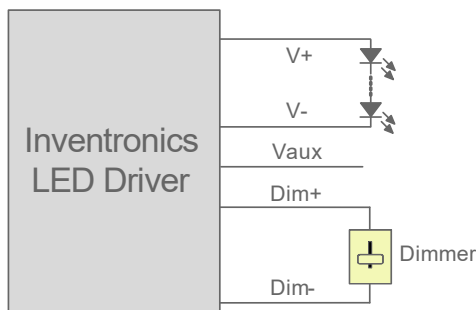 V+
V-
Inventronics
LED Driver
Vaux
Dim+
Dimmer
Dim-